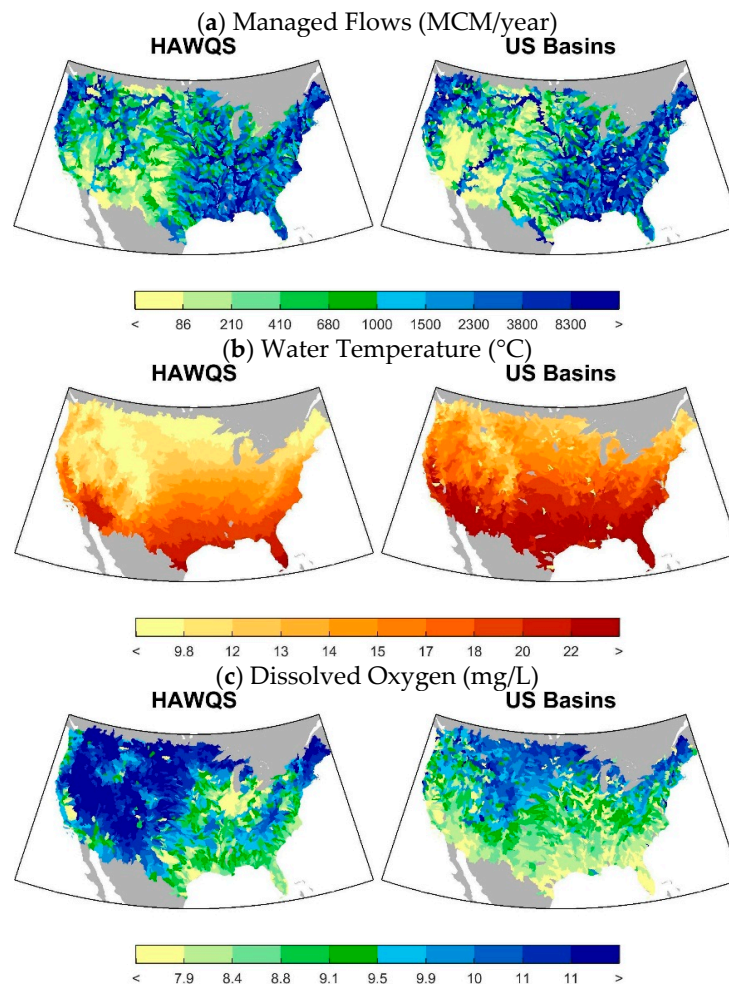 (a) Managed Flows (MCM/year)
HAWQS US Basins
< 86 210 410 680 1000 1500 2300 3800 8300 >
(b) Water Temperature (°C)
HAWQS US Basins
< 9.8 12 13 14 15 17 18 20 22 >
(c) Dissolved Oxygen (mg/L)
HAWQS US Basins
< 7.9 8.4 8.8 9.1 9.5 9.9 10 11 11 >